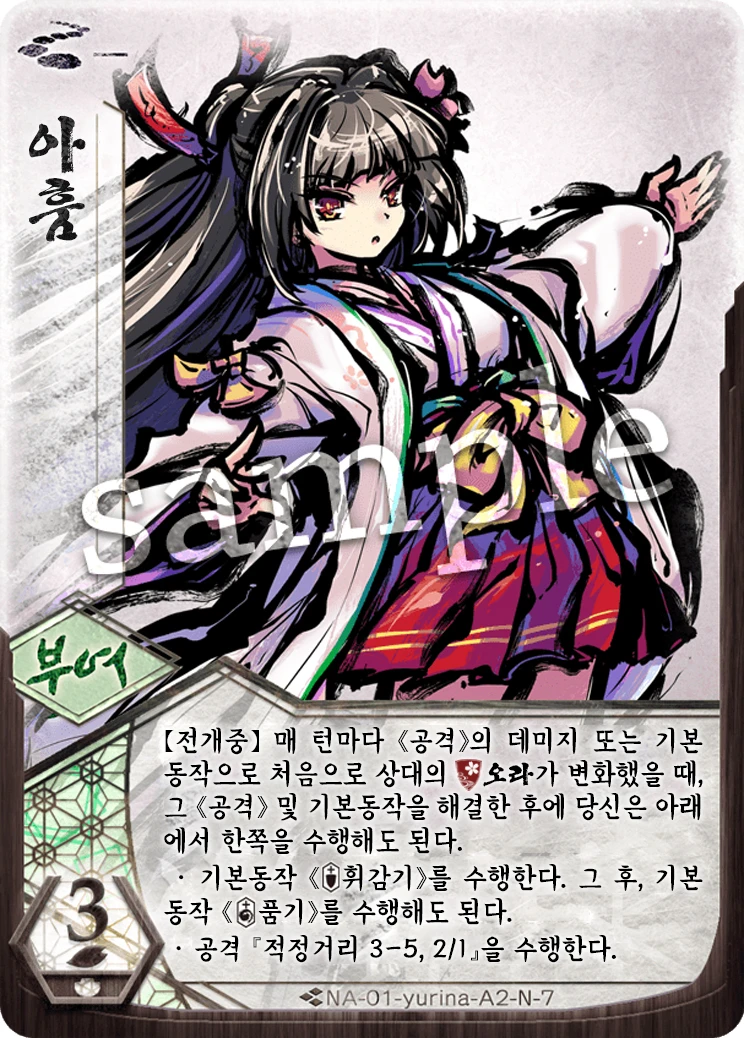 아훔
sample
부여
【전개중】 매 턴마다 《공격》의 데미지 또는 기본
동작으로 처음으로 상대의 오라가 변화했을 때,
그 《공격》 및 기본동작을 해결한 후에 당신은 아래
에서 한쪽을 수행해도 된다.
· 기본동작 《휘감기》를 수행한다. 그 후, 기본
동작 《품기》를 수행해도 된다.
· 공격 『적정거리 3-5, 2/1』을 수행한다.
3
NA-01-yurina-A2-N-7